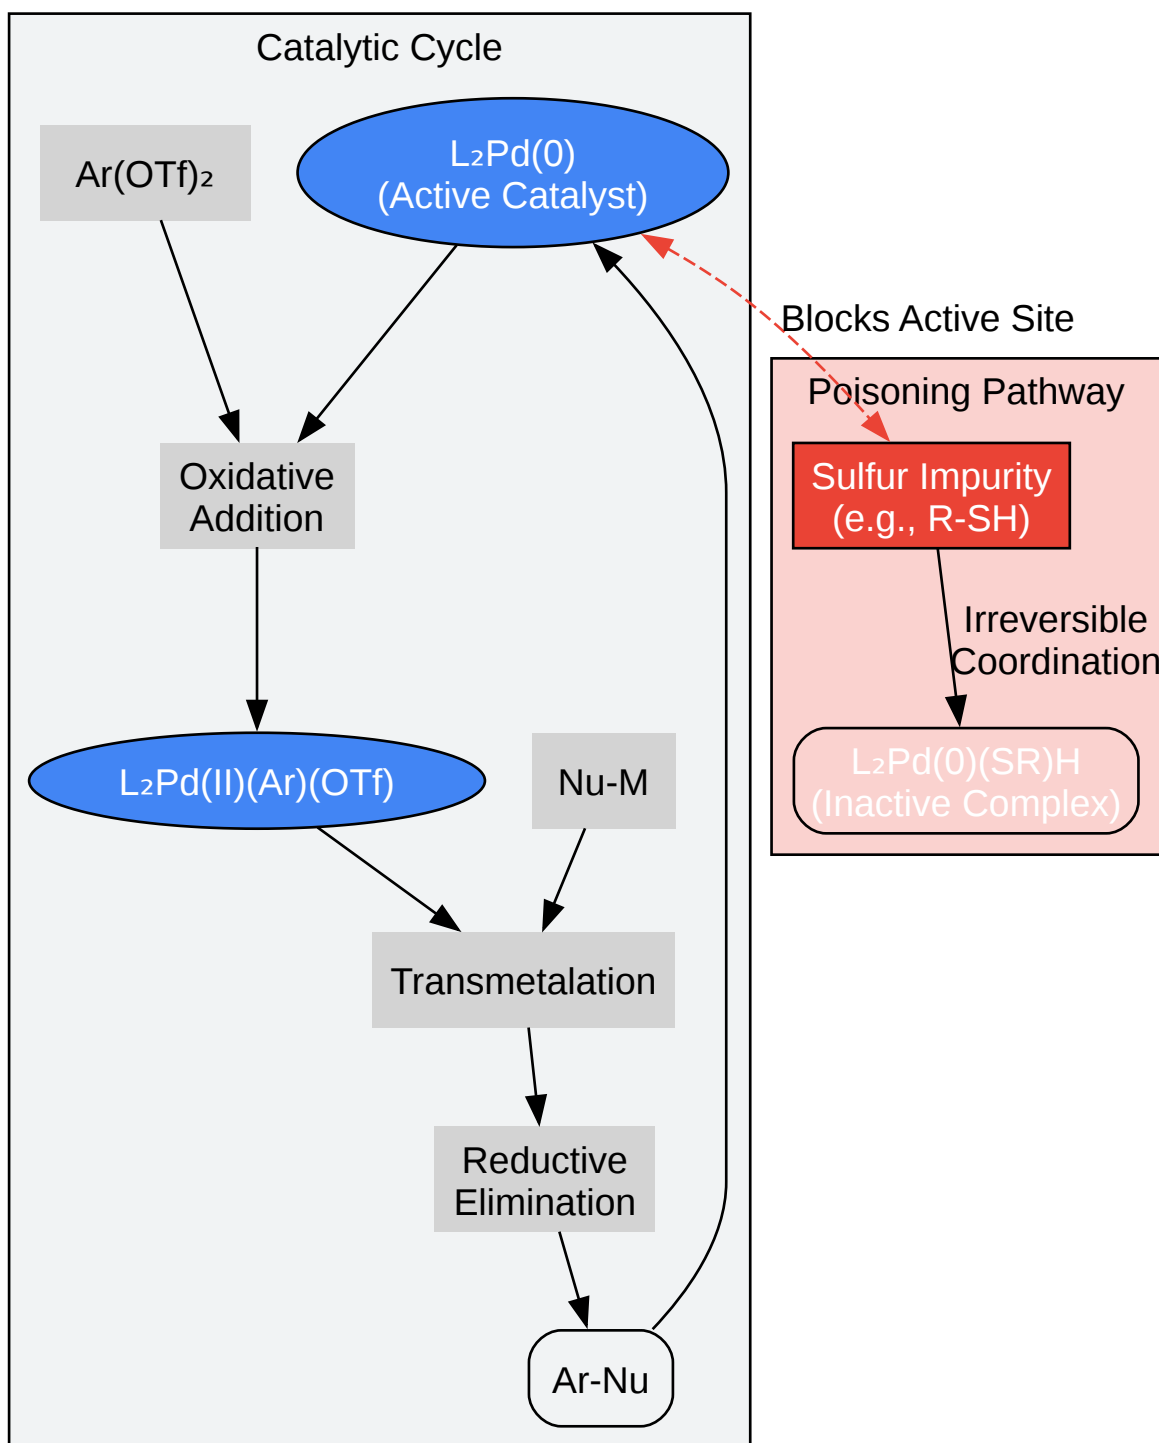 Catalytic Cycle
Ar(OTf)₂
L₂Pd(0)
(Active Catalyst)
Blocks Active Site
Poisoning Pathway
Oxidative
Addition
Sulfur Impurity
(e.g., R-SH)
Irreversible
Coordination
L₂Pd(II)(Ar)(OTf)
Nu-M
L₂Pd(0)(SR)H
(Inactive Complex)
Transmetalation
Reductive
Elimination
Ar-Nu